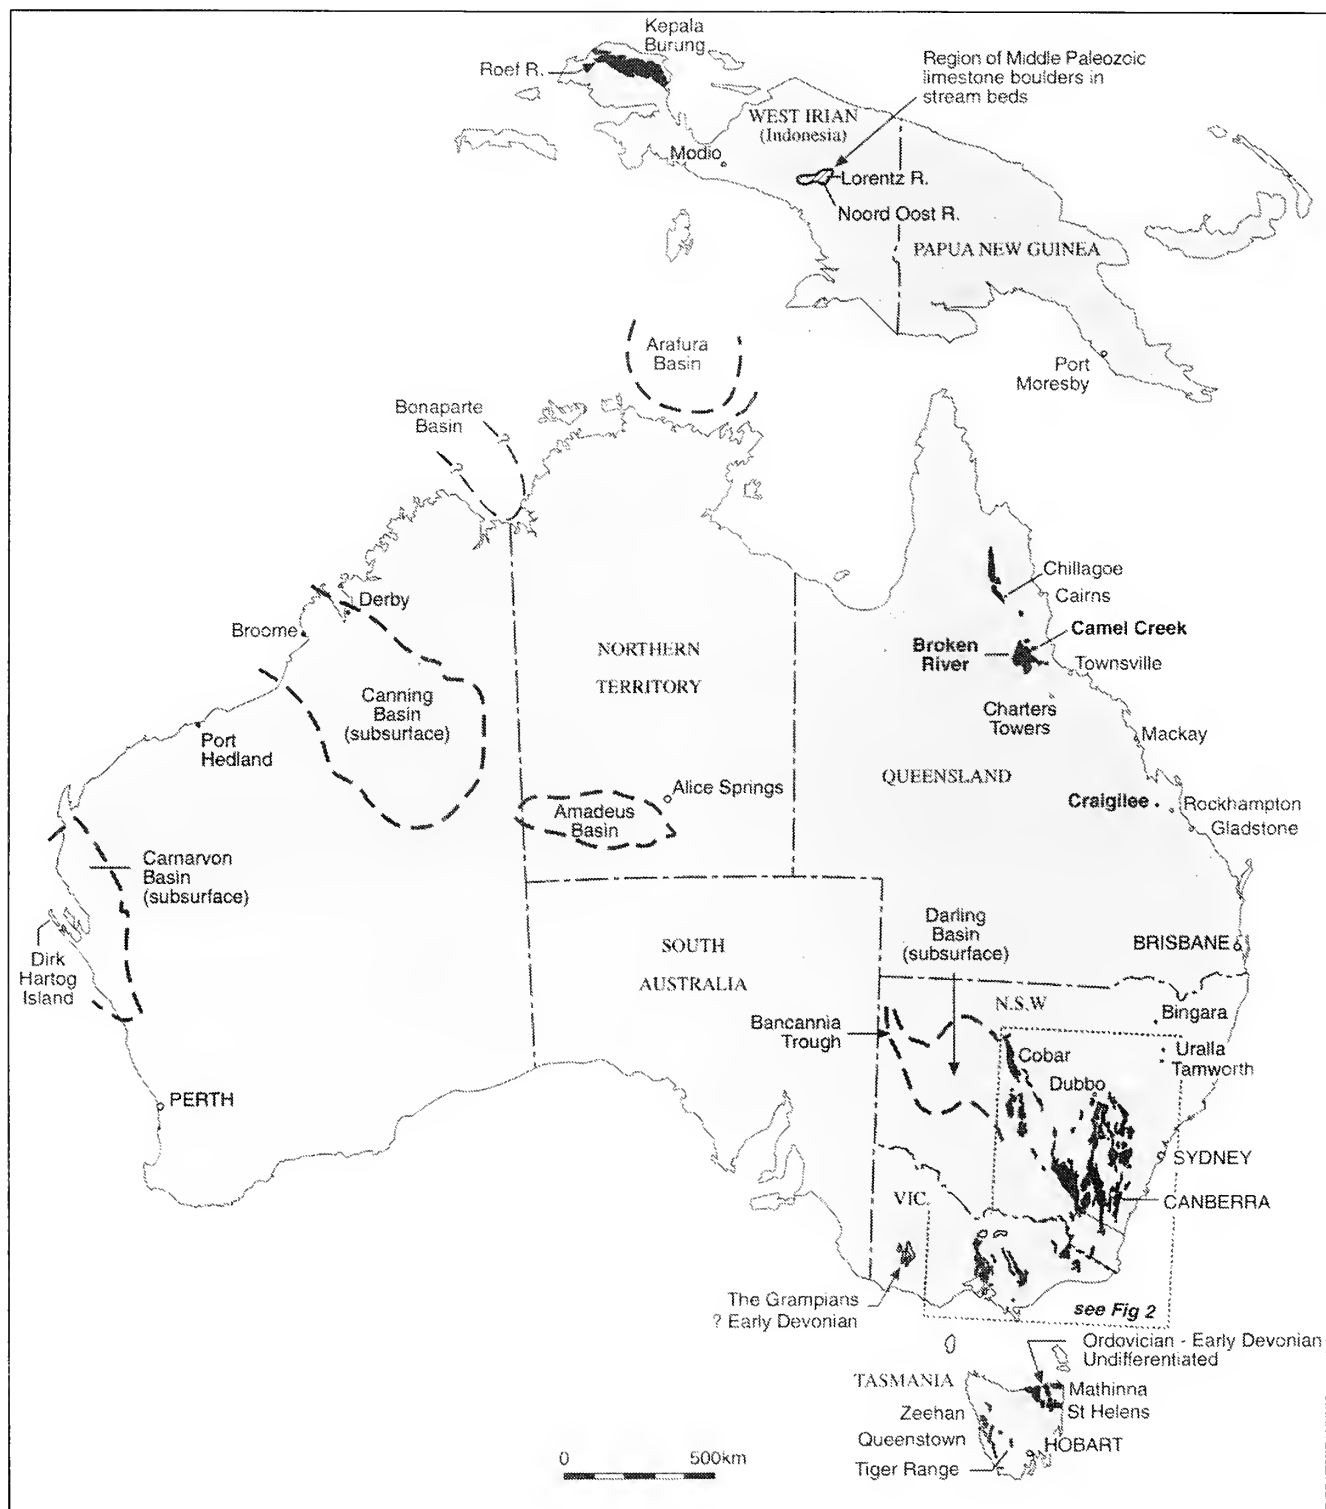 Kepala
Burung
Roef R.
Region of Middle Paleozoic
limestone boulders in
stream beds
WEST IRIAN
(Indonesia)
Modio
Lorentz R.
Noord Oost R.
PAPUA NEW GUINEA
Arafura
Basin
Port
Moresby
Bonaparte
Basin
?
?
Chillagoe
Cairns
Derby
Broome
Camel Creek
Broken
River
Townsville
NORTHERN
TERRITORY
Canning
Basin
(subsurface)
Charters
Towers
Port
Hedland
Mackay
QUEENSLAND
Alice Springs
Amadeus
Basin
Craigilee
Rockhampton
Gladstone
Carnarvon
Basin
(subsurface)
Darling
Basin
(subsurface)
BRISBANE
SOUTH
AUSTRALIA
Dirk
Hartog
Island
N.S.W
Bingara
Bancannia
Trough
Cobar
Uralla
Tamworth
Dubbo
PERTH
SYDNEY
VIC.
CANBERRA
The Grampians
? Early Devonian
see Fig 2
Ordovician - Early Devonian
Undifferentiated
TASMANIA
Mathinna
St Helens
Zeehan
Queenstown
HOBART
Tiger Range
0 500km